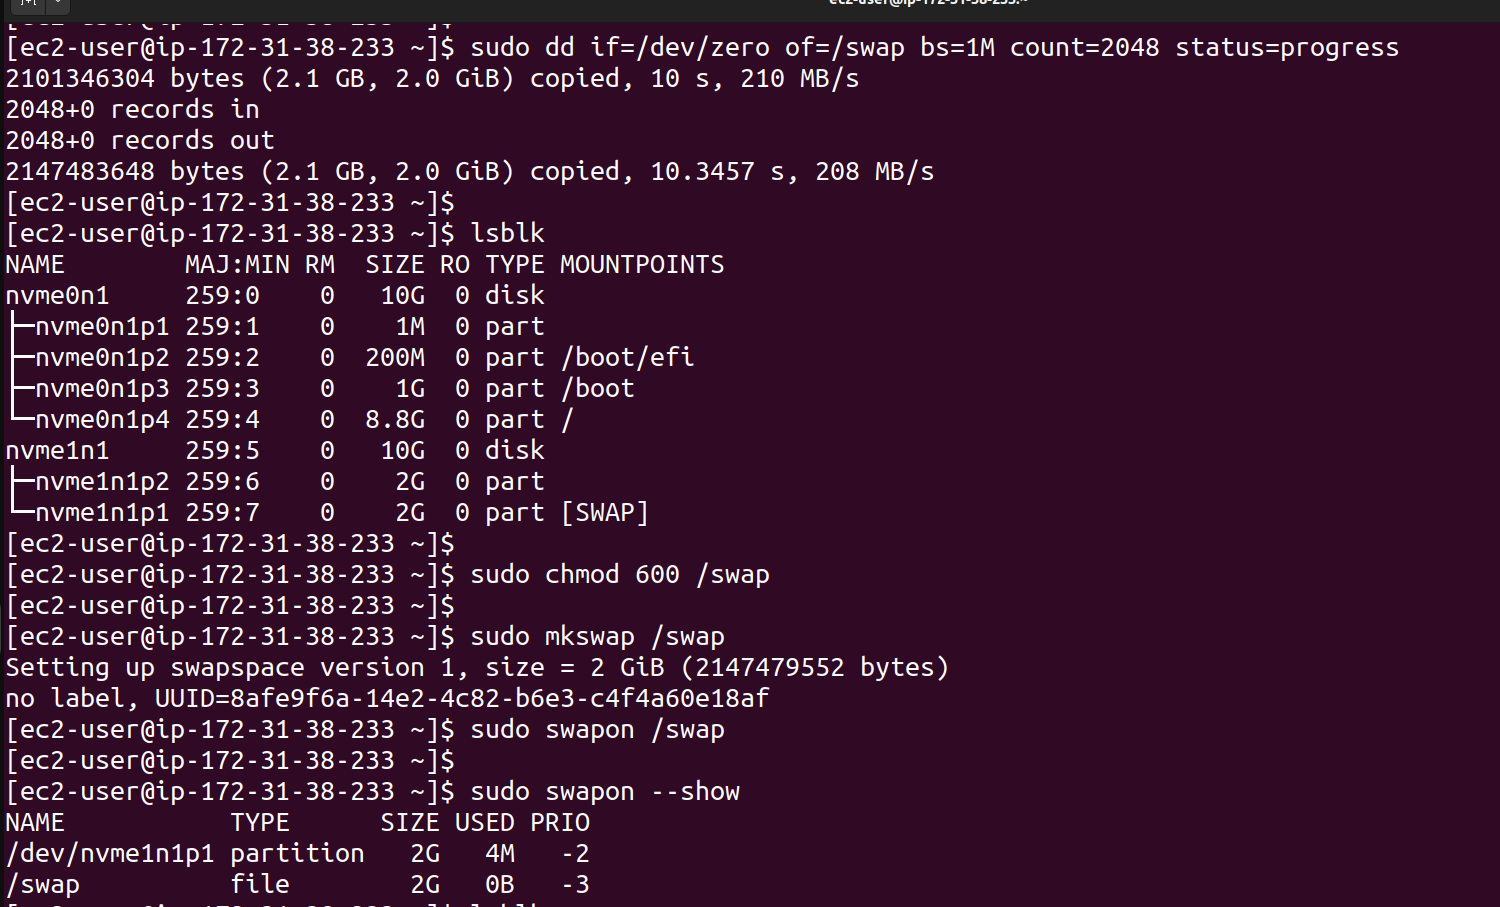 [ec2-user@ip-172-31-38-233 ~]$
[ec2-user@ip-172-31-38-233 ~]$ sudo dd if=/dev/zero of=/swap bs=1M count=2048 status=progress
2101346304 bytes (2.1 GB, 2.0 GiB) copied, 10 s, 210 MB/s
2048+0 records in
2048+0 records out
2147483648 bytes (2.1 GB, 2.0 GiB) copied, 10.3457 s, 208 MB/s
[ec2-user@ip-172-31-38-233 ~]$
[ec2-user@ip-172-31-38-233 ~]$ lsblk
NAME        MAJ:MIN RM  SIZE RO TYPE MOUNTPOINTS
nvme0n1     259:0    0   10G  0 disk
├─nvme0n1p1 259:1    0    1M  0 part
├─nvme0n1p2 259:2    0  200M  0 part /boot/efi
├─nvme0n1p3 259:3    0    1G  0 part /boot
└─nvme0n1p4 259:4    0  8.8G  0 part /
nvme1n1     259:5    0   10G  0 disk
├─nvme1n1p2 259:6    0    2G  0 part
└─nvme1n1p1 259:7    0    2G  0 part [SWAP]
[ec2-user@ip-172-31-38-233 ~]$
[ec2-user@ip-172-31-38-233 ~]$ sudo chmod 600 /swap
[ec2-user@ip-172-31-38-233 ~]$
[ec2-user@ip-172-31-38-233 ~]$ sudo mkswap /swap
Setting up swapspace version 1, size = 2 GiB (2147479552 bytes)
no label, UUID=8afe9f6a-14e2-4c82-b6e3-c4f4a60e18af
[ec2-user@ip-172-31-38-233 ~]$ sudo swapon /swap
[ec2-user@ip-172-31-38-233 ~]$
[ec2-user@ip-172-31-38-233 ~]$ sudo swapon --show
NAME           TYPE      SIZE USED PRIO
/dev/nvme1n1p1 partition   2G   4M   -2
/swap          file        2G   0B   -3